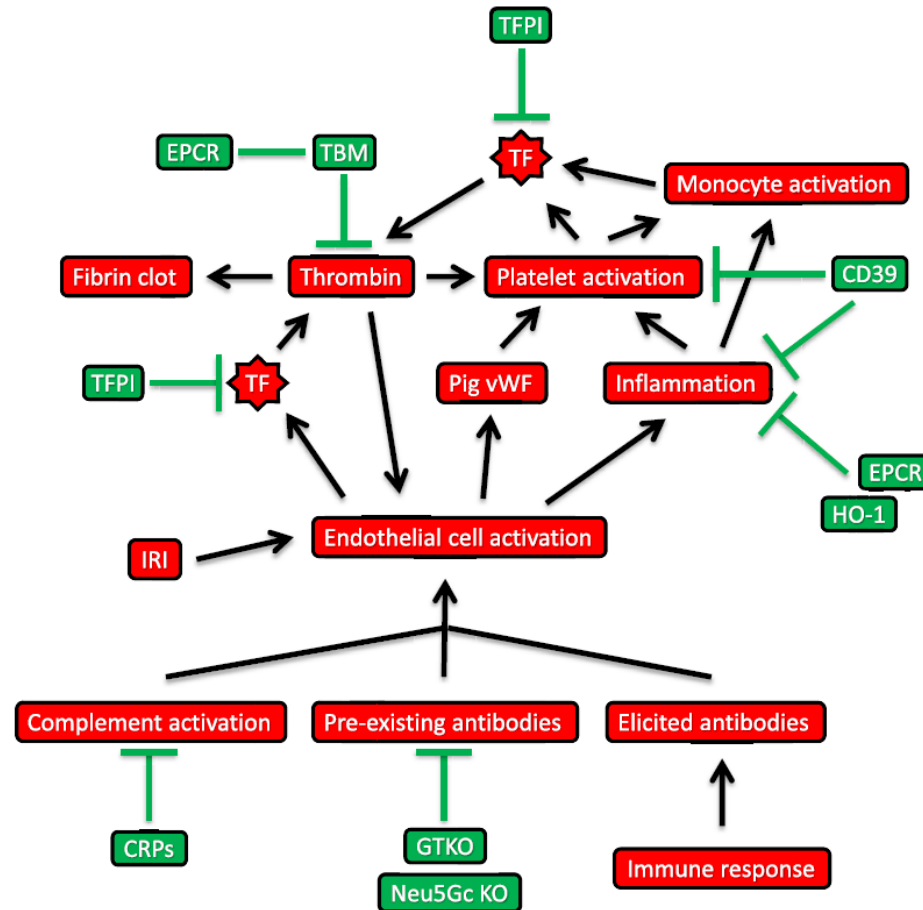 TFPI
EPCR
TBM
TF
Monocyte activation
Fibrin clot
Thrombin
Platelet activation
CD39
TFPI
TF
Pig vWF
Inflammation
EPCR
HO-1
Endothelial cell activation
IRI
Complement activation
Pre-existing antibodies
Elicited antibodies
CRPs
GTKO
Neu5Gc KO
Immune response